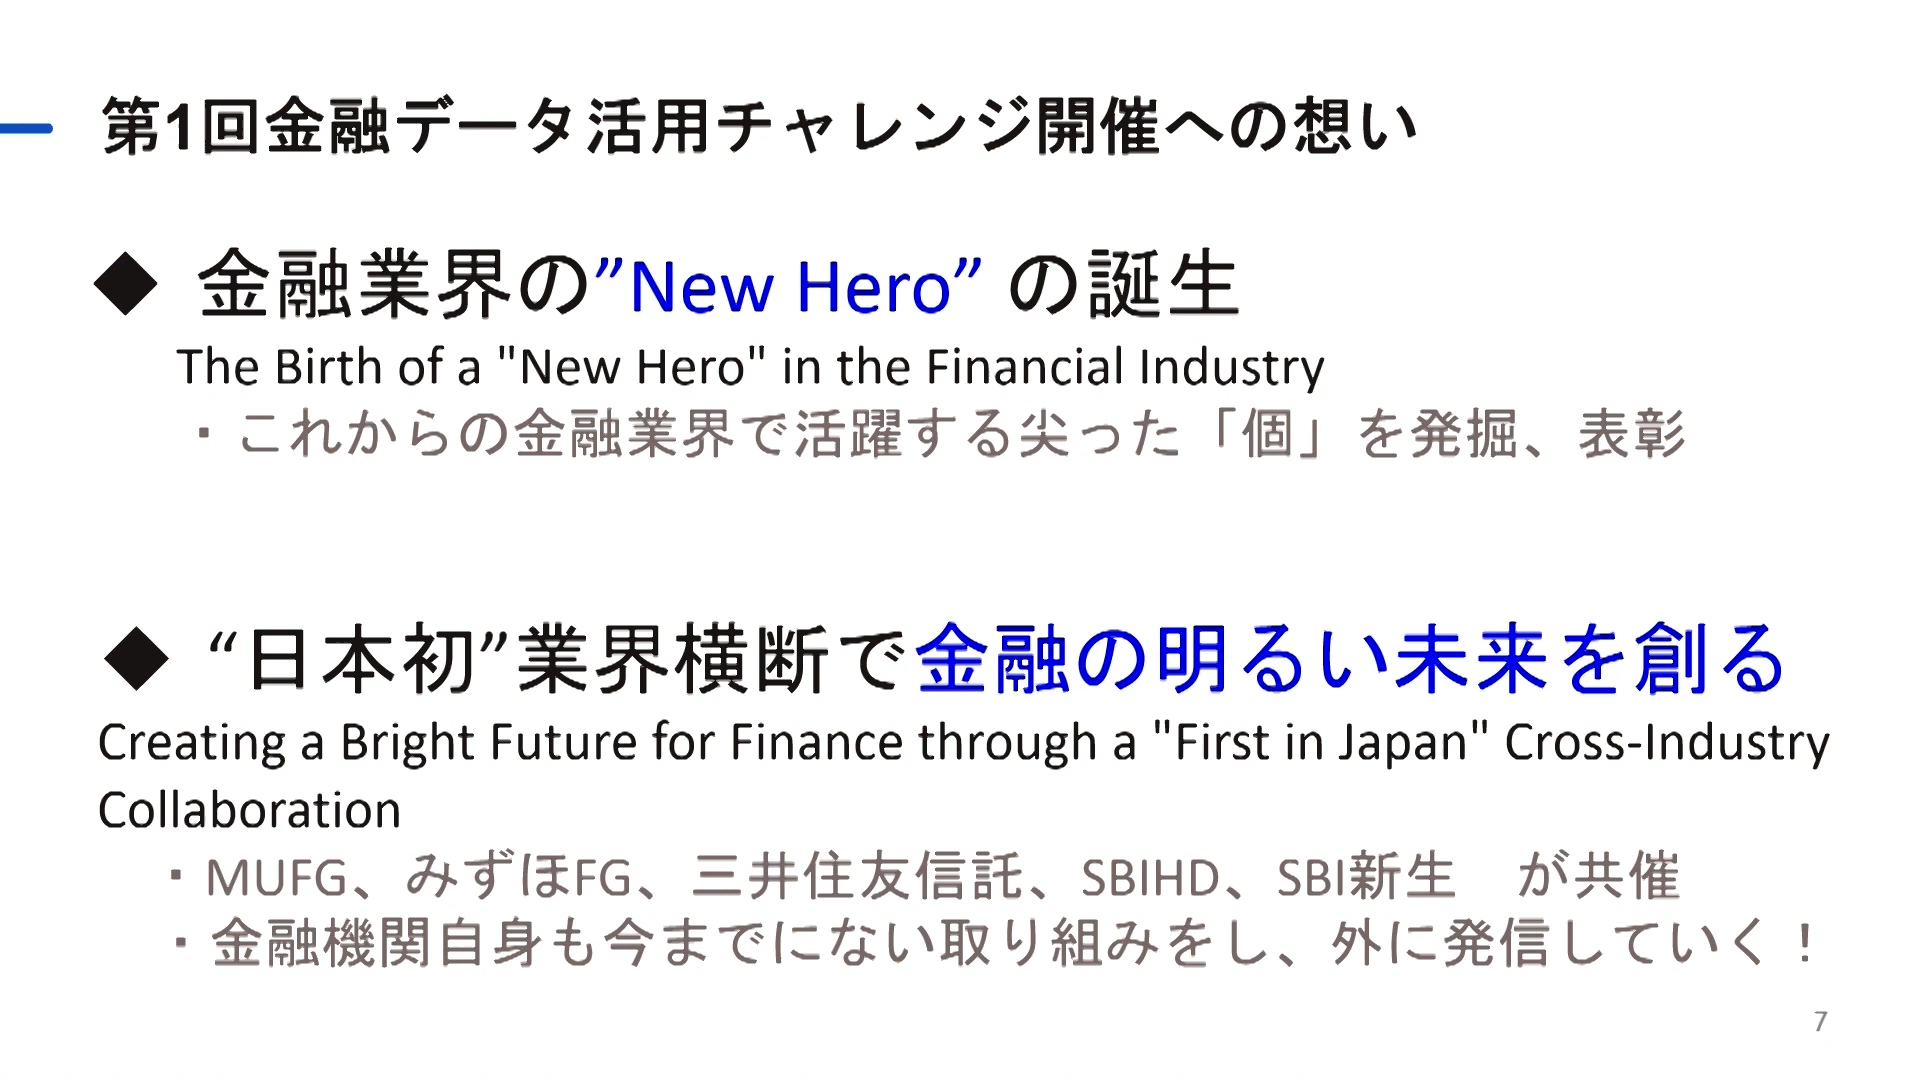 第1回金融データ活用チャレンジ開催への想い
◆ 金融業界の”New Hero” の誕生
The Birth of a "New Hero" in the Financial Industry
・これからの金融業界で活躍する尖った「個」を発掘、表彰
◆ “日本初”業界横断で金融の明るい未来を創る
Creating a Bright Future for Finance through a "First in Japan" Cross-Industry
Collaboration
・MUFG、みずほFG、三井住友信託、SBIHD、SBI新生　が共催
・金融機関自身も今までにない取り組みをし、外に発信していく！
7